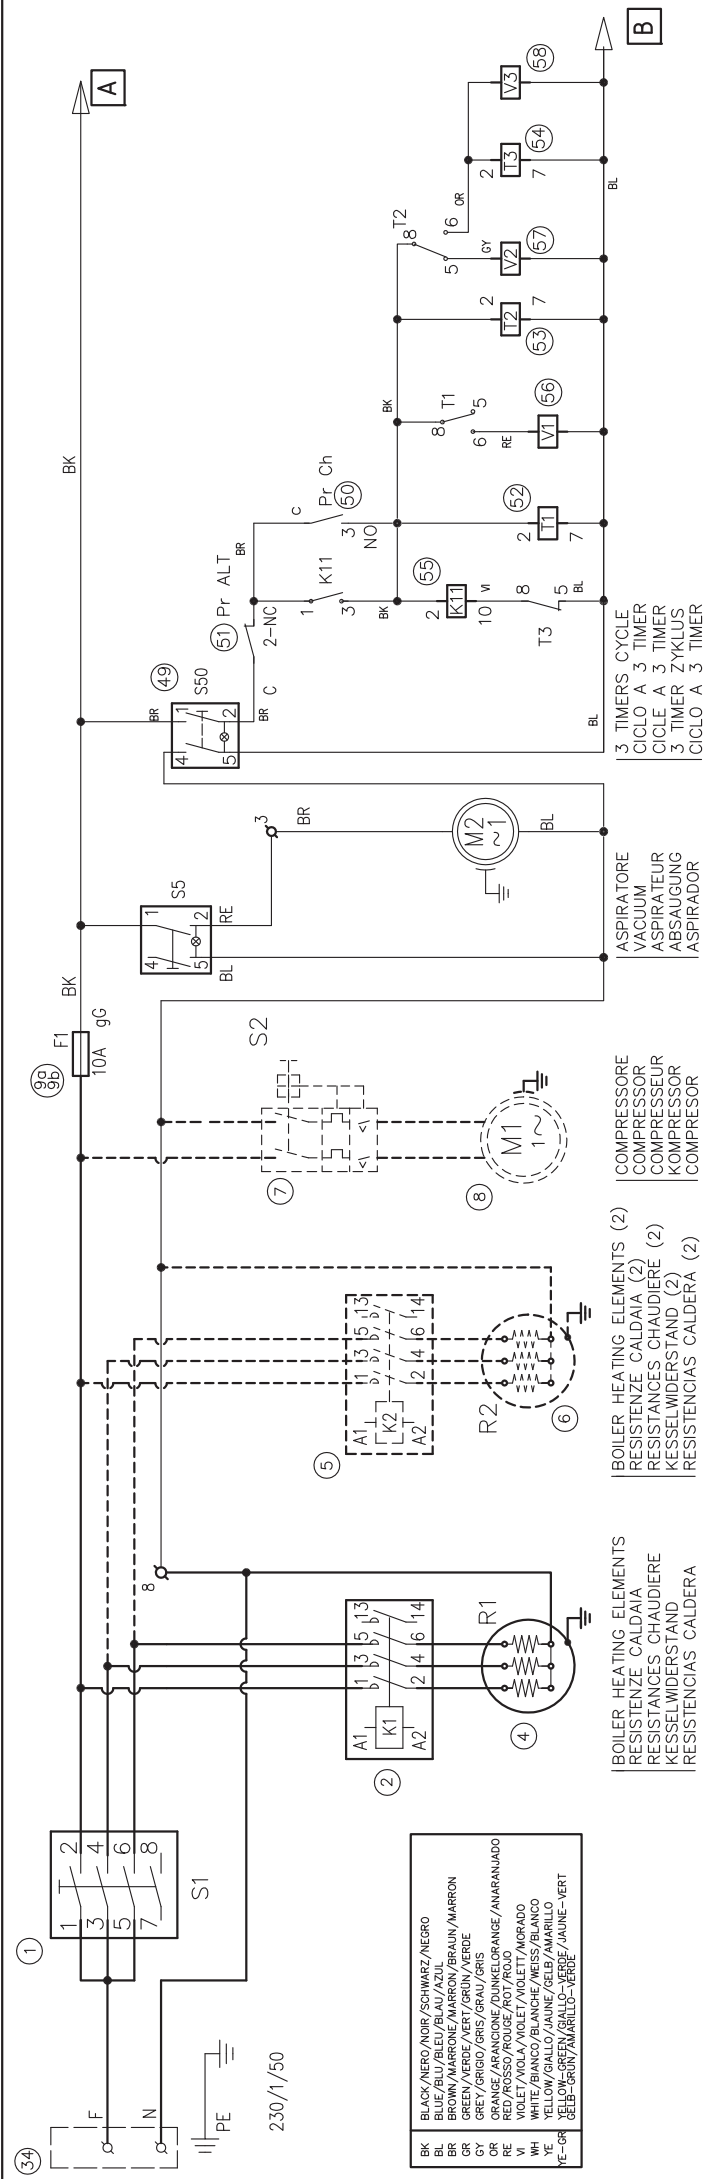 34
F
N
PE
230/1/50
1
1
2
3
4
5
6
7
8
S1
BK BLACK/NERO/NOIR/SCHWARZ/NEGRO
BL BLUE/BLU/BLEU/BLAU/AZUL
BR BROWN/MARRONE/MARRON/BRAUN/MARRON
GR GREEN/VERDE/VERT/GRÜN/VERDE
GY GREY/GRIGIO/GRIS/GRAU/GRIS
OR ORANGE/ARANCIONE/DUNKELORANGE/ANARANJADO
RE RED/ROSSO/ROUGE/ROT/ROJO
VI VIOLET/VIOLA/VIOLET/VIOLETT/MORADO
WH WHITE/BIANCO/BLANCHE/WEISS/BLANCO
YE YELLOW/GIALLO/JAUNE/GELB/AMARILLO
YE-GR YELLOW-GREEN/GIALLO-VERDE/JAUNE-VERT
GELB-GRÜN/AMARILLO-VERDE
8
2
A1
K1
A2
1
3
5
13
2
4
6
14
R1
4
BOILER HEATING ELEMENTS
RESISTENZE CALDAIA
RESISTANCES CHAUDIERE
KESSELWIDERSTAND
RESISTENCIAS CALDERA
5
A1
K2
A2
1
3
5
13
2
4
6
14
R2
6
BOILER HEATING ELEMENTS (2)
RESISTENZE CALDAIA (2)
RESISTANCES CHAUDIERE (2)
KESSELWIDERSTAND (2)
RESISTENCIAS CALDERA (2)
7
S2
8
M1
1~
COMPRESSORE
COMPRESSOR
COMPRESSEUR
KOMPRESSOR
COMPRESOR
9a
9b
F1
10A
gG
BK
4
1
5
2
S5
BL
RE
3
BR
M2
~1
BL
ASPIRATORE
VACUUM
ASPIRATEUR
ABSAUGUNG
ASPIRADOR
BK
A
49
BR
4
1
5
2
S50
BR
C
51
Pr ALT
2-NC
BR
1
K11
3
C
Pr Ch
50
3
NO
BK
BK
55
2
K11
10
VI
8
T3
5
BL
BL
52
2
T1
7
8
T1
5
6
RE
V1
56
2
T2
7
53
T2
8
5
6
GY
V2
57
OR
2
T3
7
54
V3
58
BL
B
3 TIMERS CYCLE
CICLO A 3 TIMER
CICLE A 3 TIMER
3 TIMER ZYKLUS
CICLO A 3 TIMER